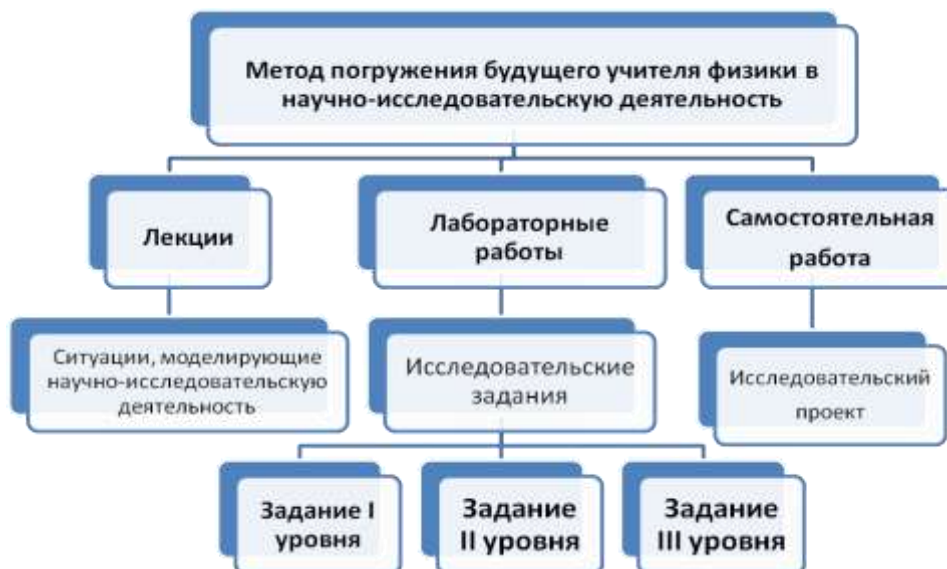 Метод погружения будущего учителя физики в
научно-исследовательскую деятельность
Лекции
Лабораторные
работы
Самостоятельная
работа
Ситуации, моделирующие
научно-исследовательскую
деятельность
Исследовательские
задания
Исследовательский
проект
Задание I
уровня
Задание
II уровня
Задание
III уровня